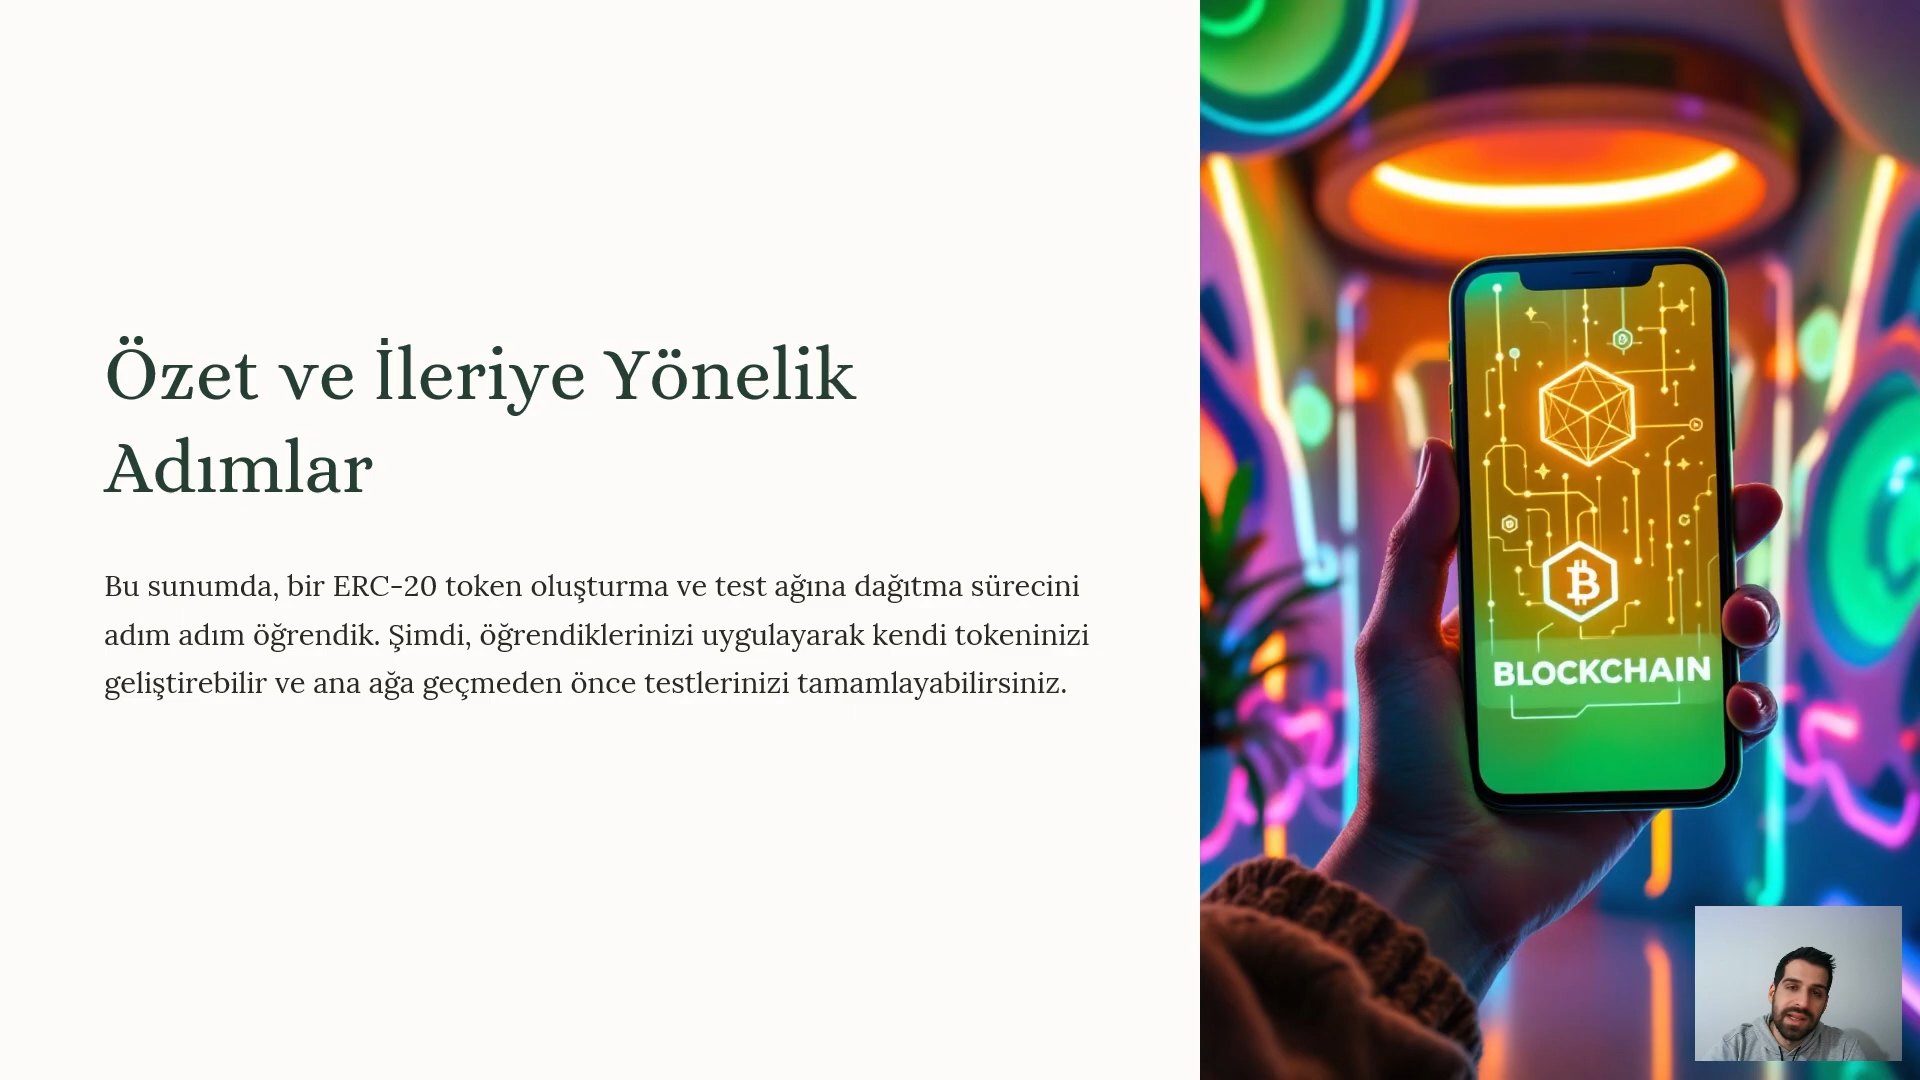 Özet ve İleriye Yönelik
Adımlar
Bu sunumda, bir ERC-20 token oluşturma ve test ağına dağıtma sürecini
adım adım öğrendik. Şimdi, öğrendiklerinizi uygulayarak kendi tokeninizi
geliştirebilir ve ana ağa geçmeden önce testlerinizi tamamlayabilirsiniz.
BLOCKCHAIN